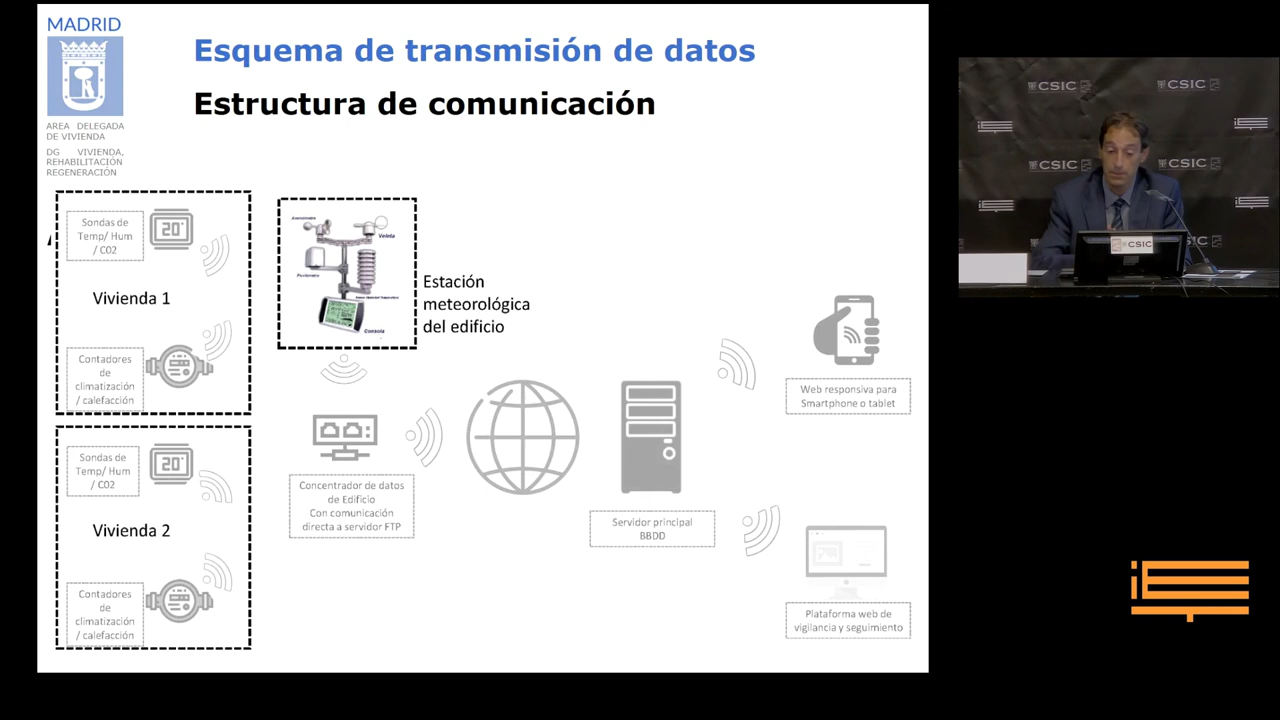 MADRID
AREA DELEGADA
DE VIVIENDA
DG VIVIENDA,
REHABILITACIÓN
REGENERACIÓN
Esquema de transmisión de datos
Estructura de comunicación
Sondas de
Temp/ Hum
/ C02
20°
Vivienda 1
Contadores
de
climatización
/ calefacción
Sondas de
Temp/ Hum
/ C02
20°
Vivienda 2
Contadores
de
climatización
/ calefacción
Veleta
Consola
Estación
meteorológica
del edificio
Concentrador de datos
de Edificio
Con comunicación
directa a servidor FTP
Servidor principal
BBDD
Web responsiva para
Smartphone o tablet
Plataforma web de
vigilancia y seguimiento
CSIC
CSIC
CSIC
CSIC
CSIC